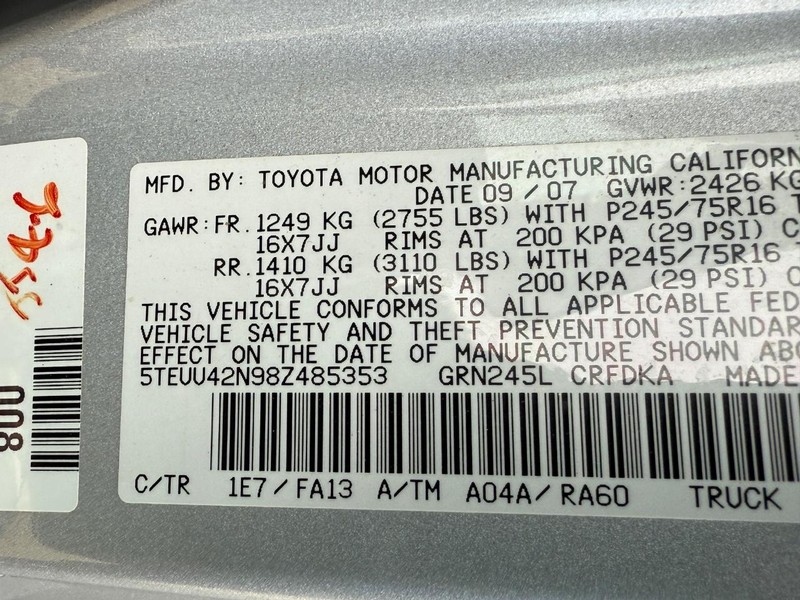 MFD. BY: TOYOTA MOTOR MANUFACTURING CALIFORN
DATE 09 / 07 GVWR:2426 KG
GAWR:FR. 1249 KG (2755 LBS) WITH P245/75R16 T
16X7JJ RIMS AT 200 KPA (29 PSI) C
RR. 1410 KG (3110 LBS) WITH P245/75R16
16X7JJ RIMS AT 200 KPA (29 PSI) C
THIS VEHICLE CONFORMS TO ALL APPLICABLE FED
VEHICLE SAFETY AND THEFT PREVENTION STANDAR
EFFECT ON THE DATE OF MANUFACTURE SHOWN ABO
5TEUU42N98Z485353 GRN245L CRFDKA MADE
C/TR 1E7/FA13 A/TM A04A/RA60 TRUCK
008